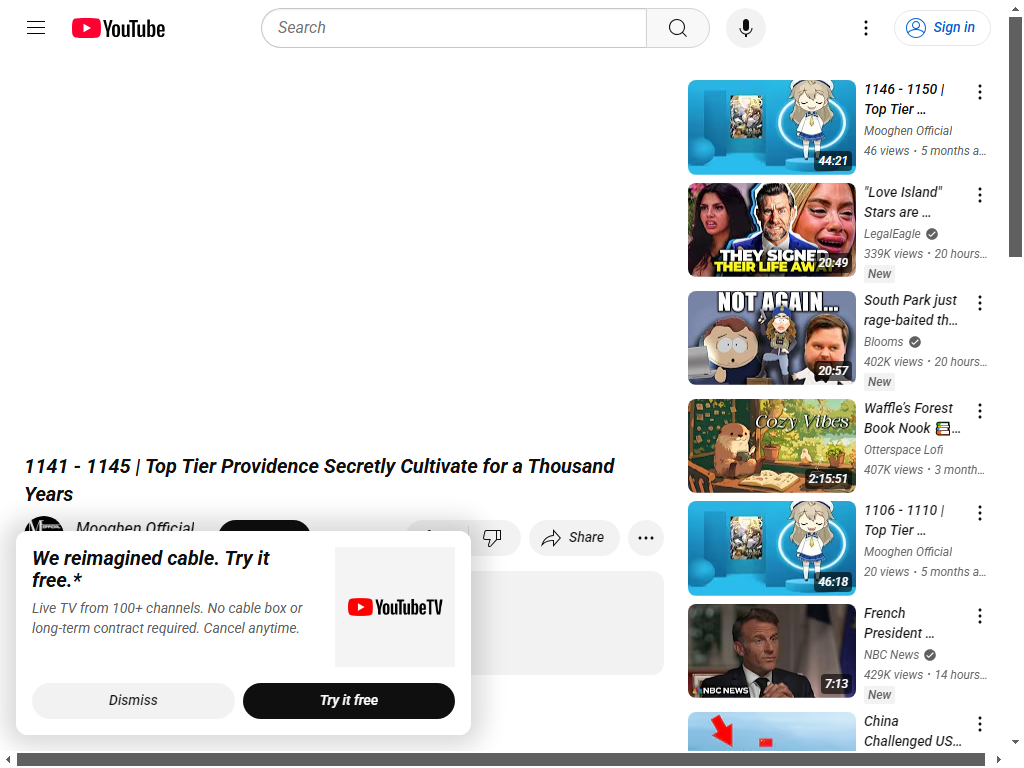 YouTube
Search
Sign in
44:21
1146 - 1150 |
Top Tier ...
Mooghen Official
46 views • 5 months a...
THEY SIGNED
THEIR LIFE AWAY
20:49
"Love Island"
Stars are ...
LegalEagle
339K views • 20 hours...
New
NOT AGAIN...
20:57
South Park just
rage-baited th...
Blooms
402K views • 20 hours...
New
Cozy Vibes
2:15:51
Waffle's Forest
Book Nook 📚...
Otterspace Lofi
407K views • 3 month...
46:18
1106 - 1110 |
Top Tier ...
Mooghen Official
20 views • 5 months a...
NBC NEWS
7:13
French
President ...
NBC News
429K views • 14 hours...
New
China
Challenged US...
1141 - 1145 | Top Tier Providence Secretly Cultivate for a Thousand
Years
Mooghen Official
Share
We reimagined cable. Try it
free.*
Live TV from 100+ channels. No cable box or
long-term contract required. Cancel anytime.
YouTubeTV
Dismiss
Try it free